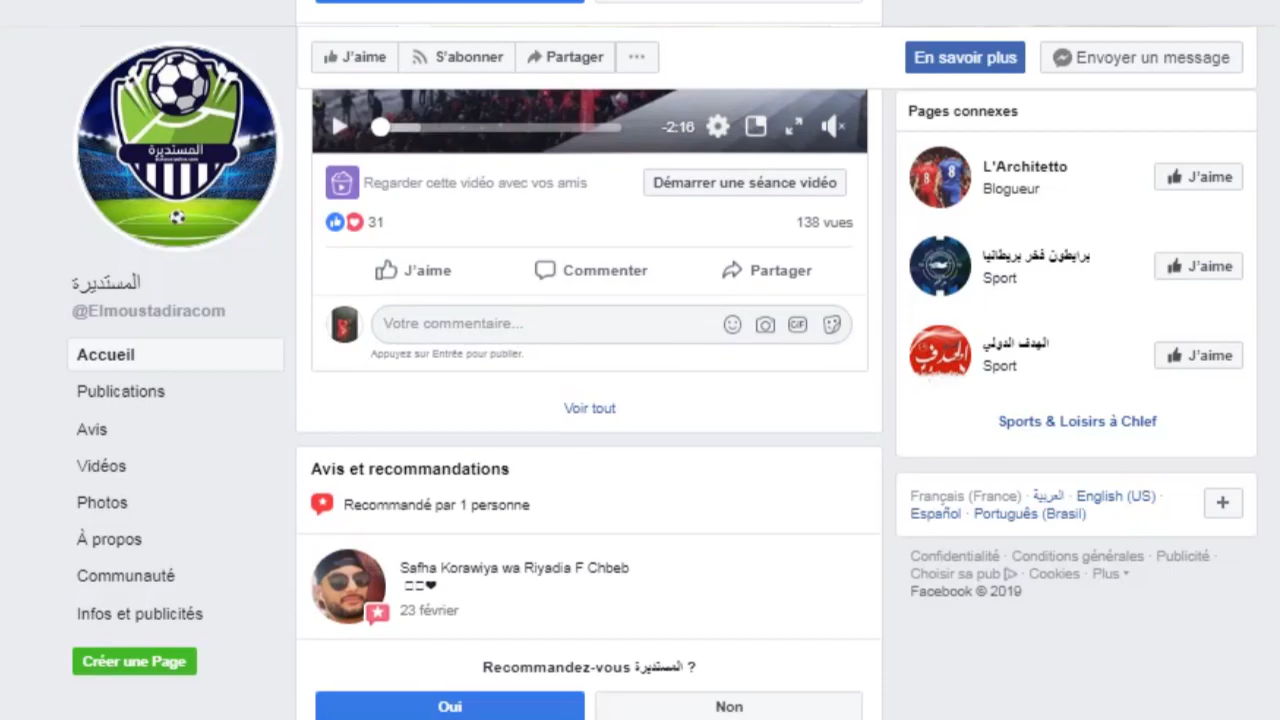 J'aime
S'abonner
Partager
En savoir plus
Envoyer un message
المستديرة
المستديرة
@Elmoustadiracom
Accueil
Publications
Avis
Vidéos
Photos
À propos
Communauté
Infos et publicités
Créer une Page
-2:16
Regarder cette vidéo avec vos amis
Démarrer une séance vidéo
31
138 vues
J'aime
Commenter
Partager
Votre commentaire...
GIF
Appuyez sur Entrée pour publier.
Voir tout
Avis et recommandations
Recommandé par 1 personne
Safha Korawiya wa Riyadia F Chbeb
23 février
Recommandez-vous المستديرة ?
Oui
Non
Pages connexes
8 8
L'Architetto
Blogueur
J'aime
برايطون فخر بريطانيا
Sport
J'aime
الهدف
الهدف الدولي
Sport
J'aime
Sports & Loisirs à Chlef
Français (France) · العربية · English (US) ·
Español · Português (Brasil)
Confidentialité · Conditions générales · Publicité ·
Choisir sa pub · Cookies · Plus
Facebook © 2019